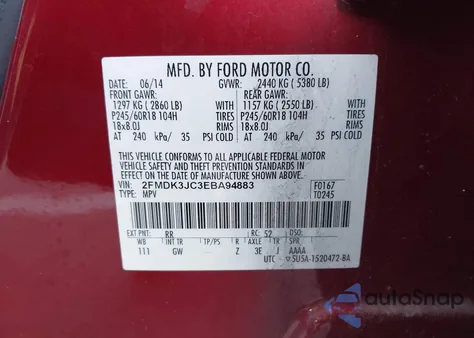 MFD. BY FORD MOTOR CO.
DATE: 06/14 GVWR: 2440 KG ( 5380 LB)
FRONT GAWR: REAR GAWR:
1297 KG ( 2860 LB) 1157 KG ( 2550 LB)
P245/60R18 104H TIRES P245/60R18 104H TIRES
18x8.0J RIMS 18x8.0J RIMS
AT 240 kPa/ 35 PSI COLD AT 240 kPa/ 35 PSI COLD
THIS VEHICLE CONFORMS TO ALL APPLICABLE FEDERAL MOTOR
VEHICLE SAFETY AND THEFT PREVENTION STANDARDS IN
EFFECT ON THE DATE OF MANUFACTURE SHOWN ABOVE.
VIN: 2FMDK3JC3EBA94883 F0167
TYPE: MPV T0245
EXT PNT: RR RC: 52 DSO:
WB INT TR TP/PS R AXLE TR SPR
111 GW Z 3E J AAAA
UTC 5U5A-1520472-BA
autoSnap